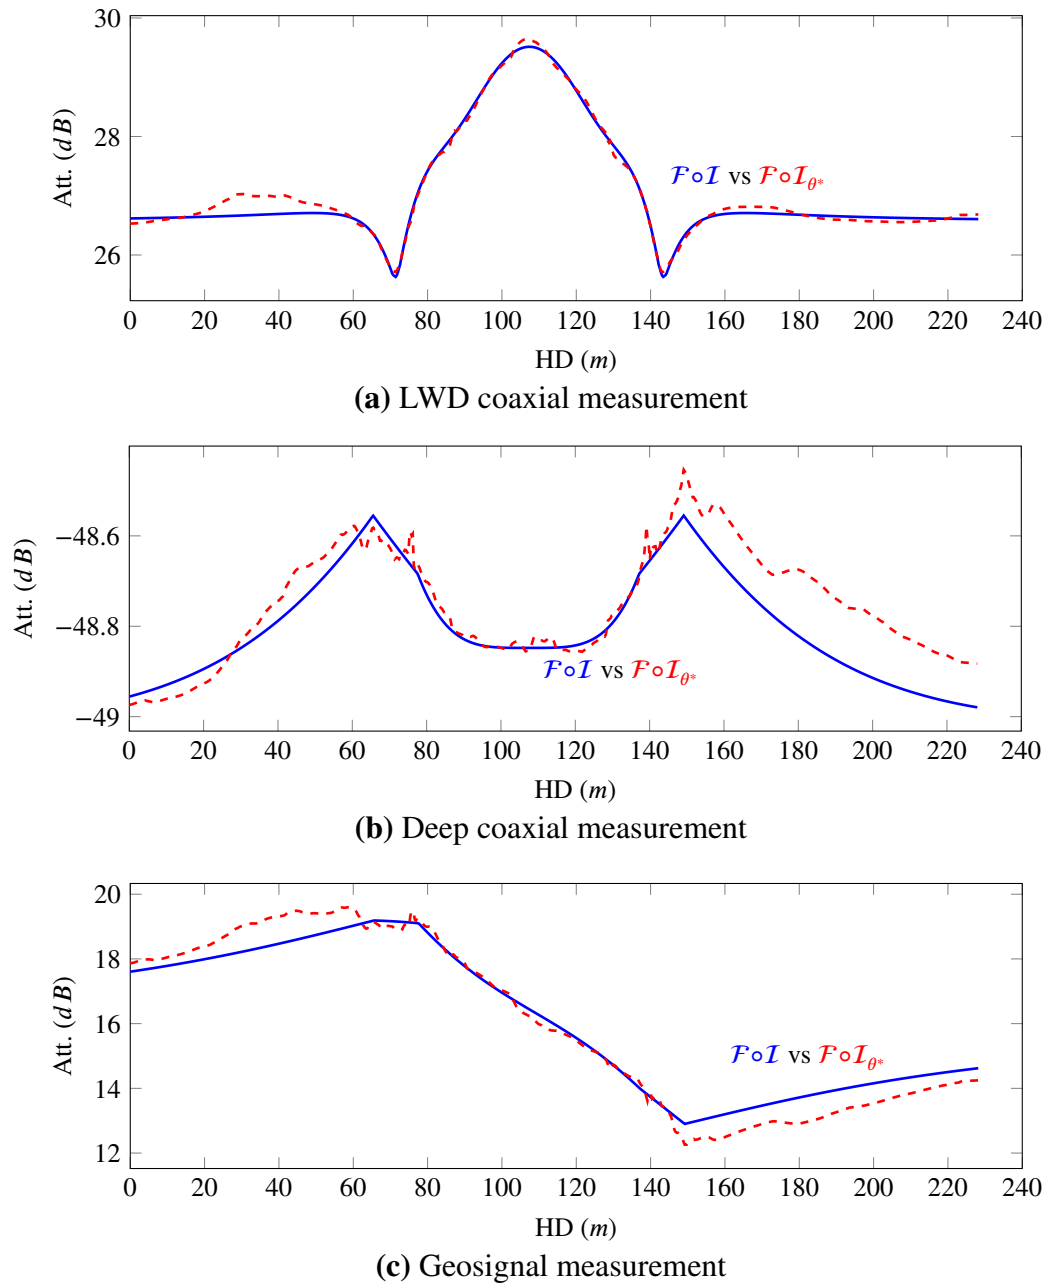 30
28
26
Att. (dB)
ℱ∘ℐ vs ℱ∘ℐ_θ*
0 20 40 60 80 100 120 140 160 180 200 220 240
HD (m)
(a) LWD coaxial measurement
−48.6
−48.8
−49
Att. (dB)
ℱ∘ℐ vs ℱ∘ℐ_θ*
0 20 40 60 80 100 120 140 160 180 200 220 240
HD (m)
(b) Deep coaxial measurement
20
18
16
14
12
Att. (dB)
ℱ∘ℐ vs ℱ∘ℐ_θ*
0 20 40 60 80 100 120 140 160 180 200 220 240
HD (m)
(c) Geosignal measurement